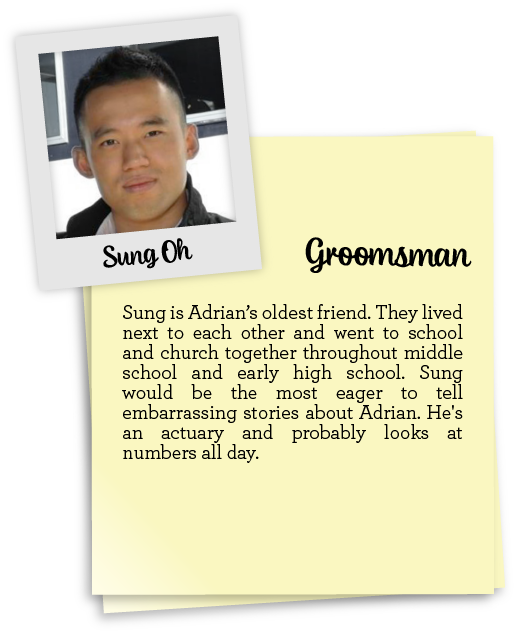 Sung Oh
Groomsman
Sung is Adrian’s oldest friend. They lived
next to each other and went to school
and church together throughout middle
school and early high school. Sung
would be the most eager to tell
embarrassing stories about Adrian. He's
an actuary and probably looks at
numbers all day.